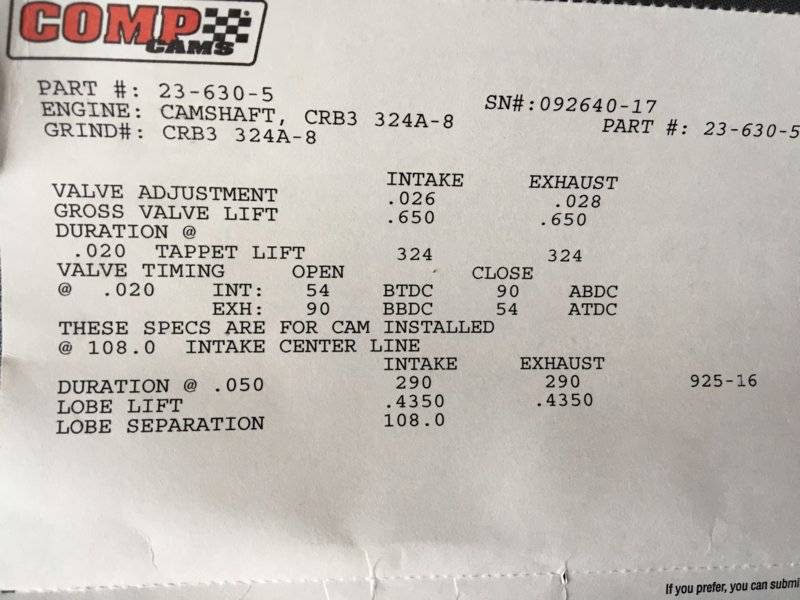 COMP
CAMS
PART #: 23-630-5
SN#:092640-17
ENGINE: CAMSHAFT, CRB3 324A-8
PART #: 23-630-5
GRIND#: CRB3 324A-8
INTAKE EXHAUST
VALVE ADJUSTMENT .026 .028
GROSS VALVE LIFT .650 .650
DURATION @
.020 TAPPET LIFT 324 324
VALVE TIMING OPEN CLOSE
@ .020 INT: 54 BTDC 90 ABDC
EXH: 90 BBDC 54 ATDC
THESE SPECS ARE FOR CAM INSTALLED
@ 108.0 INTAKE CENTER LINE
INTAKE EXHAUST
DURATION @ .050 290 290 925-16
LOBE LIFT .4350 .4350
LOBE SEPARATION 108.0
If you prefer, you can submi